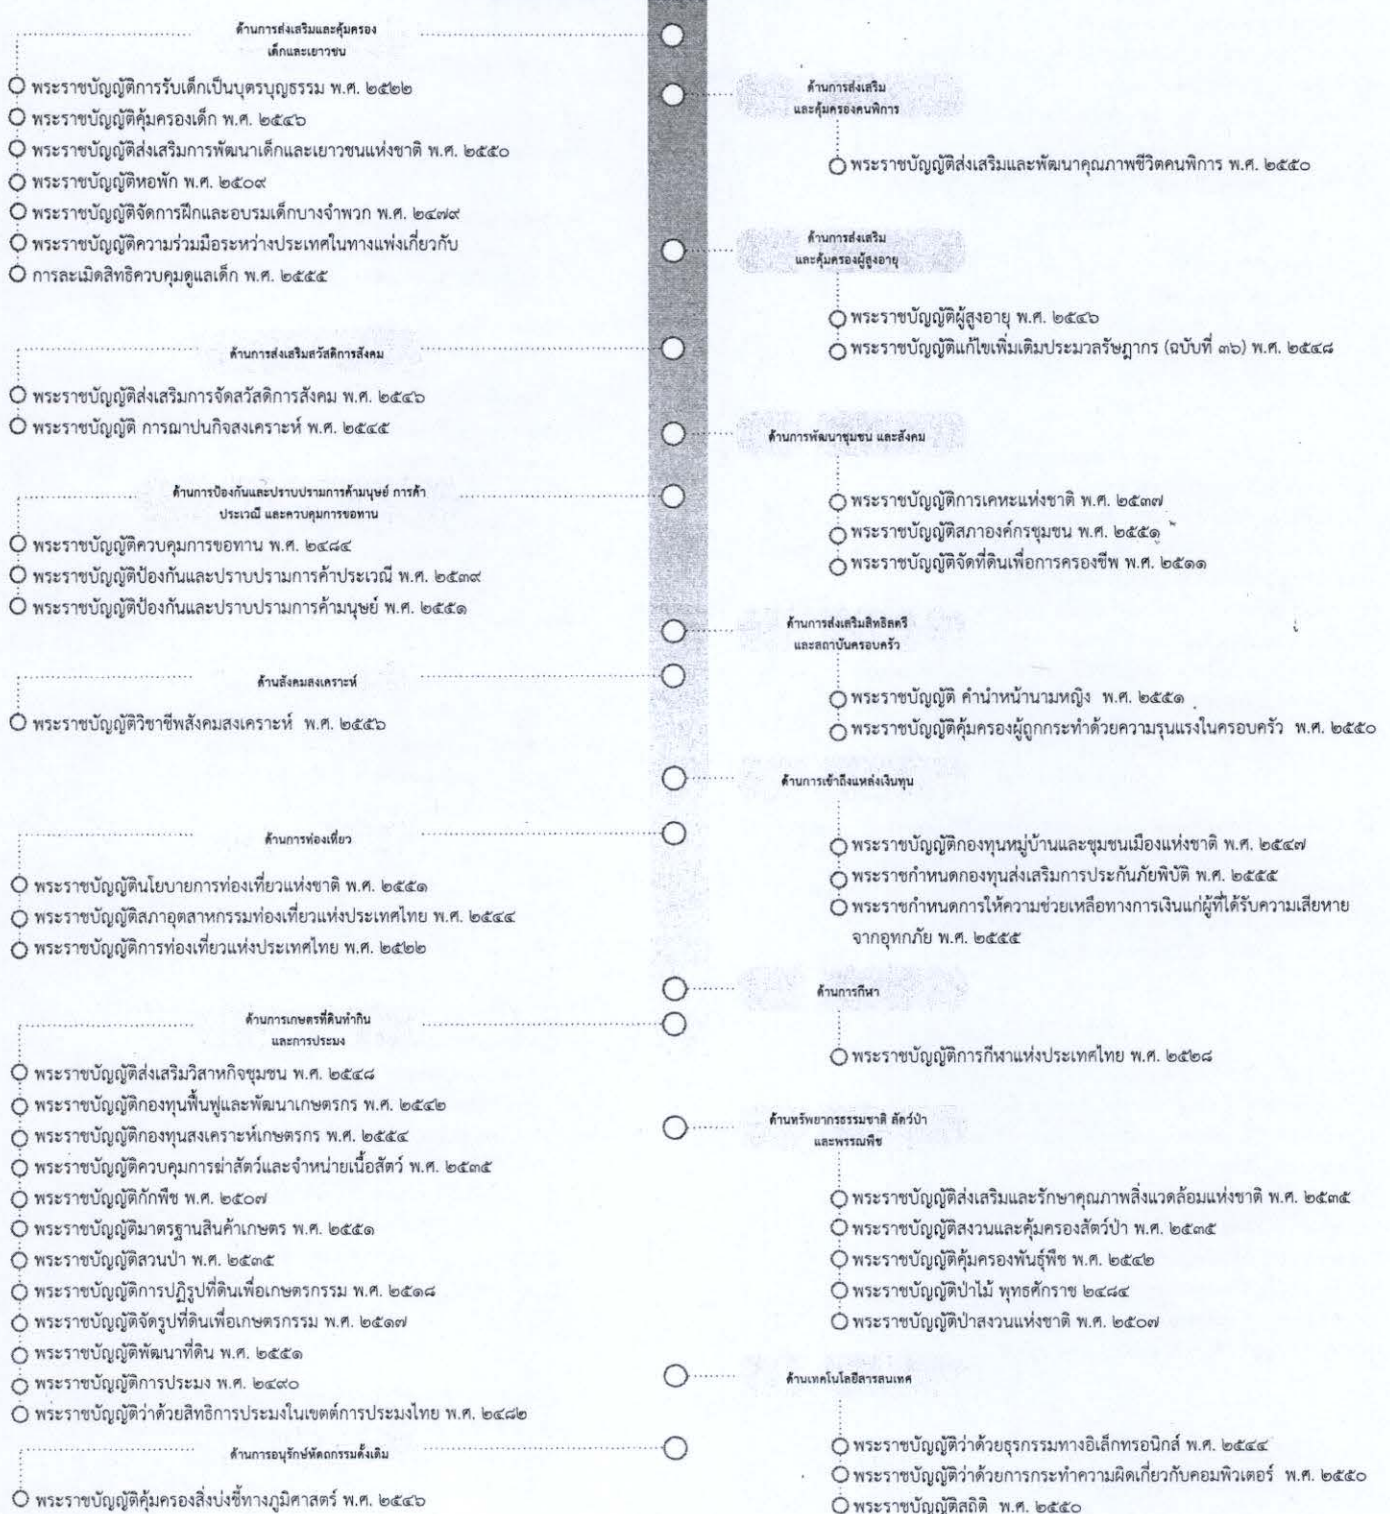 ด้านการส่งเสริมและคุ้มครอง
เด็กและเยาวชน
พระราชบัญญัติการรับเด็กเป็นบุตรบุญธรรม พ.ศ. ๒๕๒๒
พระราชบัญญัติคุ้มครองเด็ก พ.ศ. ๒๕๔๖
พระราชบัญญัติส่งเสริมการพัฒนาเด็กและเยาวชนแห่งชาติ พ.ศ. ๒๕๕๐
พระราชบัญญัติหอพัก พ.ศ. ๒๕๐๙
พระราชบัญญัติจัดการฝึกและอบรมเด็กบางจำพวก พ.ศ. ๒๔๗๙
พระราชบัญญัติความร่วมมือระหว่างประเทศในทางแพ่งเกี่ยวกับ
การละเมิดสิทธิควบคุมดูแลเด็ก พ.ศ. ๒๕๕๕
ด้านการส่งเสริมสวัสดิการสังคม
พระราชบัญญัติส่งเสริมการจัดสวัสดิการสังคม พ.ศ. ๒๕๔๖
พระราชบัญญัติ การฌาปนกิจสงเคราะห์ พ.ศ. ๒๕๔๕
ด้านการป้องกันและปราบปรามการค้ามนุษย์ การค้า
ประเวณี และควบคุมการขอทาน
พระราชบัญญัติควบคุมการขอทาน พ.ศ. ๒๔๘๔
พระราชบัญญัติป้องกันและปราบปรามการค้าประเวณี พ.ศ. ๒๕๓๙
พระราชบัญญัติป้องกันและปราบปรามการค้ามนุษย์ พ.ศ. ๒๕๕๑
ด้านสังคมสงเคราะห์
พระราชบัญญัติวิชาชีพสังคมสงเคราะห์ พ.ศ. ๒๕๕๖
ด้านการท่องเที่ยว
พระราชบัญญัตินโยบายการท่องเที่ยวแห่งชาติ พ.ศ. ๒๕๕๑
พระราชบัญญัติสภาอุตสาหกรรมท่องเที่ยวแห่งประเทศไทย พ.ศ. ๒๕๔๔
พระราชบัญญัติการท่องเที่ยวแห่งประเทศไทย พ.ศ. ๒๕๒๒
ด้านการเกษตรที่ดินทำกิน
และการประมง
พระราชบัญญัติส่งเสริมวิสาหกิจชุมชน พ.ศ. ๒๕๔๘
พระราชบัญญัติกองทุนฟื้นฟูและพัฒนาเกษตรกร พ.ศ. ๒๕๔๒
พระราชบัญญัติกองทุนสงเคราะห์เกษตรกร พ.ศ. ๒๕๕๔
พระราชบัญญัติควบคุมการฆ่าสัตว์และจำหน่ายเนื้อสัตว์ พ.ศ. ๒๕๓๕
พระราชบัญญัติกักพืช พ.ศ. ๒๕๐๗
พระราชบัญญัติมาตรฐานสินค้าเกษตร พ.ศ. ๒๕๕๑
พระราชบัญญัติสวนป่า พ.ศ. ๒๕๓๕
พระราชบัญญัติการปฏิรูปที่ดินเพื่อเกษตรกรรม พ.ศ. ๒๕๑๘
พระราชบัญญัติจัดรูปที่ดินเพื่อเกษตรกรรม พ.ศ. ๒๕๑๗
พระราชบัญญัติพัฒนาที่ดิน พ.ศ. ๒๕๕๑
พระราชบัญญัติการประมง พ.ศ. ๒๔๙๐
พระราชบัญญัติว่าด้วยสิทธิการประมงในเขตต์การประมงไทย พ.ศ. ๒๔๘๒
ด้านการอนุรักษ์หัตถกรรมดั้งเดิม
พระราชบัญญัติคุ้มครองสิ่งบ่งชี้ทางภูมิศาสตร์ พ.ศ. ๒๕๔๖
ด้านการส่งเสริม
และคุ้มครองคนพิการ
พระราชบัญญัติส่งเสริมและพัฒนาคุณภาพชีวิตคนพิการ พ.ศ. ๒๕๕๐
ด้านการส่งเสริม
และคุ้มครองผู้สูงอายุ
พระราชบัญญัติผู้สูงอายุ พ.ศ. ๒๕๔๖
พระราชบัญญัติแก้ไขเพิ่มเติมประมวลรัษฎากร (ฉบับที่ ๓๖) พ.ศ. ๒๕๔๘
ด้านการพัฒนาชุมชน และสังคม
พระราชบัญญัติการเคหะแห่งชาติ พ.ศ. ๒๕๓๗
พระราชบัญญัติสภาองค์กรชุมชน พ.ศ. ๒๕๕๑
พระราชบัญญัติจัดที่ดินเพื่อการครองชีพ พ.ศ. ๒๕๑๑
ด้านการส่งเสริมสิทธิสตรี
และสถาบันครอบครัว
พระราชบัญญัติ คำนำหน้านามหญิง พ.ศ. ๒๕๕๑
พระราชบัญญัติคุ้มครองผู้ถูกกระทำด้วยความรุนแรงในครอบครัว พ.ศ. ๒๕๕๐
ด้านการเข้าถึงแหล่งเงินทุน
พระราชบัญญัติกองทุนหมู่บ้านและชุมชนเมืองแห่งชาติ พ.ศ. ๒๕๔๗
พระราชกำหนดกองทุนส่งเสริมการประกันภัยพิบัติ พ.ศ. ๒๕๕๕
พระราชกำหนดการให้ความช่วยเหลือทางการเงินแก่ผู้ที่ได้รับความเสียหาย
จากอุทกภัย พ.ศ. ๒๕๕๕
ด้านการกีฬา
พระราชบัญญัติการกีฬาแห่งประเทศไทย พ.ศ. ๒๕๒๘
ด้านทรัพยากรธรรมชาติ สัตว์ป่า
และพรรณพืช
พระราชบัญญัติส่งเสริมและรักษาคุณภาพสิ่งแวดล้อมแห่งชาติ พ.ศ. ๒๕๓๕
พระราชบัญญัติสงวนและคุ้มครองสัตว์ป่า พ.ศ. ๒๕๓๕
พระราชบัญญัติคุ้มครองพันธุ์พืช พ.ศ. ๒๕๔๒
พระราชบัญญัติป่าไม้ พุทธศักราช ๒๔๘๔
พระราชบัญญัติป่าสงวนแห่งชาติ พ.ศ. ๒๕๐๗
ด้านเทคโนโลยีสารสนเทศ
พระราชบัญญัติว่าด้วยธุรกรรมทางอิเล็กทรอนิกส์ พ.ศ. ๒๕๔๔
พระราชบัญญัติว่าด้วยการกระทำความผิดเกี่ยวกับคอมพิวเตอร์ พ.ศ. ๒๕๕๐
พระราชบัญญัติสถิติ พ.ศ. ๒๕๕๐